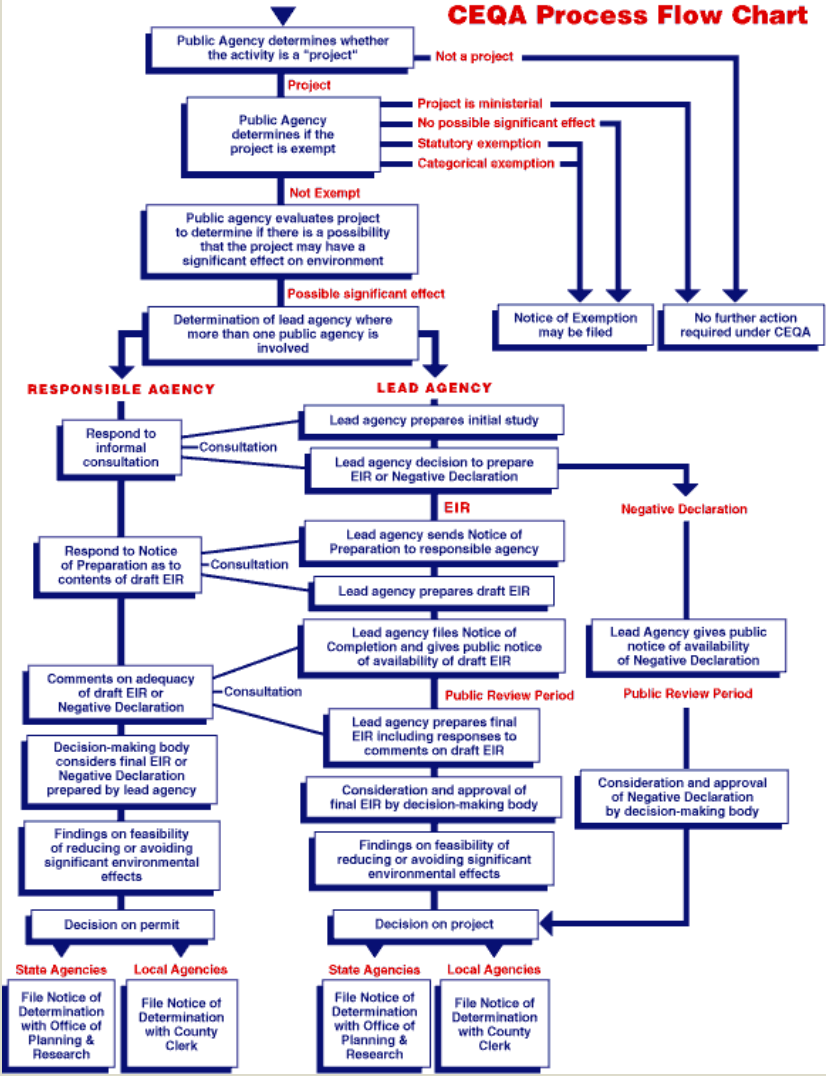 CEQA Process Flow Chart
Public Agency determines whether
the activity is a "project"
Not a project
Project
Public Agency
determines if the
project is exempt
Project is ministerial
No possible significant effect
Statutory exemption
Categorical exemption
Not Exempt
Public agency evaluates project
to determine if there is a possibility
that the project may have a
significant effect on environment
Possible significant effect
Notice of Exemption
may be filed
No further action
required under CEQA
Determination of lead agency where
more than one public agency is
involved
RESPONSIBLE AGENCY
LEAD AGENCY
Respond to
informal
consultation
Consultation
Lead agency prepares initial study
Lead agency decision to prepare
EIR or Negative Declaration
EIR
Negative Declaration
Respond to Notice
of Preparation as to
contents of draft EIR
Consultation
Lead agency sends Notice of
Preparation to responsible agency
Lead agency prepares draft EIR
Lead agency files Notice of
Completion and gives public notice
of availability of draft EIR
Lead Agency gives public
notice of availability
of Negative Declaration
Comments on adequacy
of draft EIR or
Negative Declaration
Consultation
Public Review Period
Public Review Period
Lead agency prepares final
EIR including responses to
comments on draft EIR
Decision-making body
considers final EIR or
Negative Declaration
prepared by lead agency
Consideration and approval of
final EIR by decision-making body
Consideration and approval
of Negative Declaration
by decision-making body
Findings on feasibility
of reducing or avoiding
significant environmental
effects
Findings on feasibility of
reducing or avoiding significant
environmental effects
Decision on permit
Decision on project
State Agencies
Local Agencies
State Agencies
Local Agencies
File Notice of
Determination
with Office of
Planning &
Research
File Notice of
Determination
with County
Clerk
File Notice of
Determination
with Office of
Planning &
Research
File Notice of
Determination
with County
Clerk